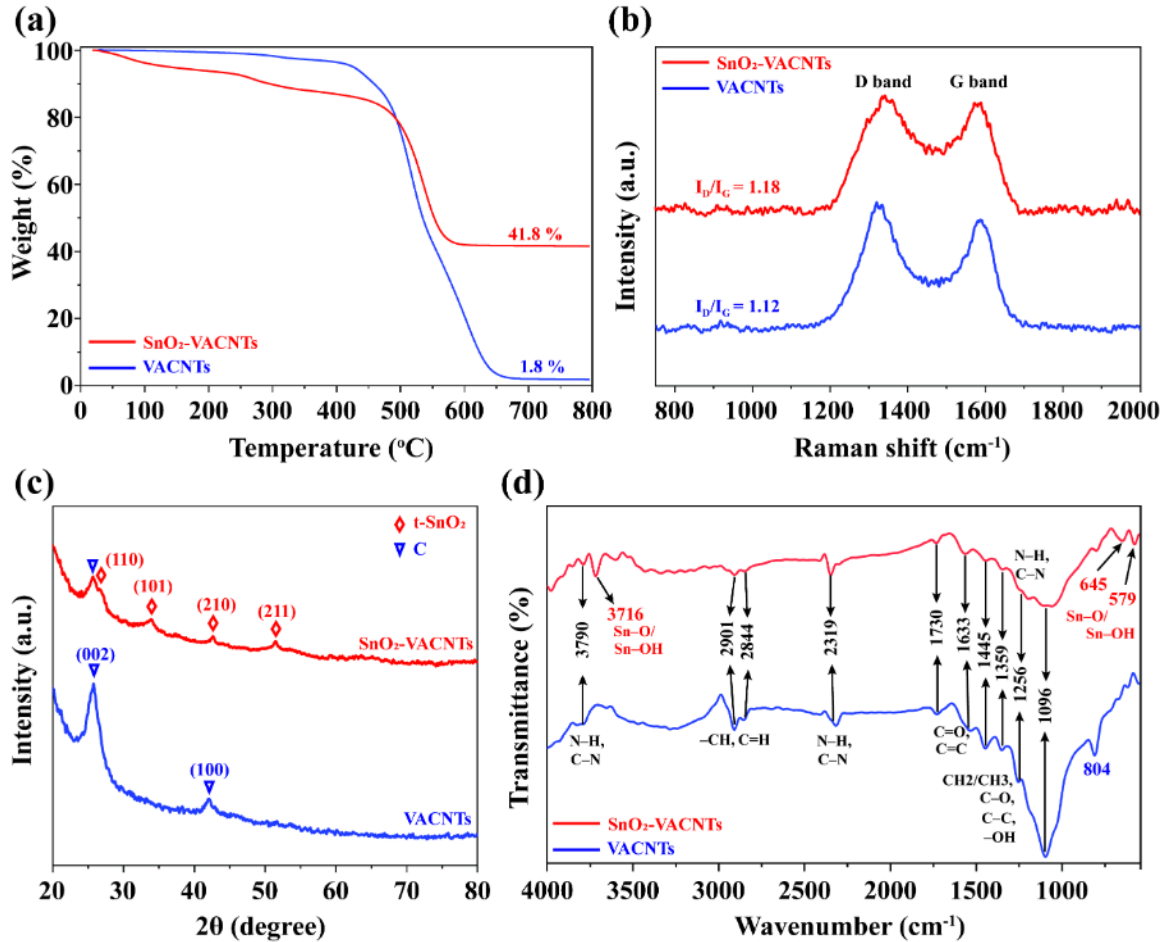 (a)
100
80
60
40
20
0
Weight (%)
41.8 %
1.8 %
SnO₂-VACNTs
VACNTs
0 100 200 300 400 500 600 700 800
Temperature (°C)
(b)
SnO₂-VACNTs
VACNTs
D band
G band
I_D/I_G = 1.18
I_D/I_G = 1.12
Intensity (a.u.)
800 1000 1200 1400 1600 1800 2000
Raman shift (cm⁻¹)
(c)
t-SnO₂
C
(110)
(101)
(210)
(211)
SnO₂-VACNTs
(002)
(100)
VACNTs
Intensity (a.u.)
20 30 40 50 60 70 80
2θ (degree)
(d)
N–H,
C–N
645
579
Sn–O/
Sn–OH
3716
Sn–O/
Sn–OH
3790
2901
2844
2319
1730
1633
1445
1359
1256
1096
N–H,
C–N
–CH, C=H
N–H,
C–N
C=O,
C=C
CH2/CH3,
C–O,
C–C,
–OH
804
SnO₂-VACNTs
VACNTs
Transmittance (%)
4000 3500 3000 2500 2000 1500 1000
Wavenumber (cm⁻¹)